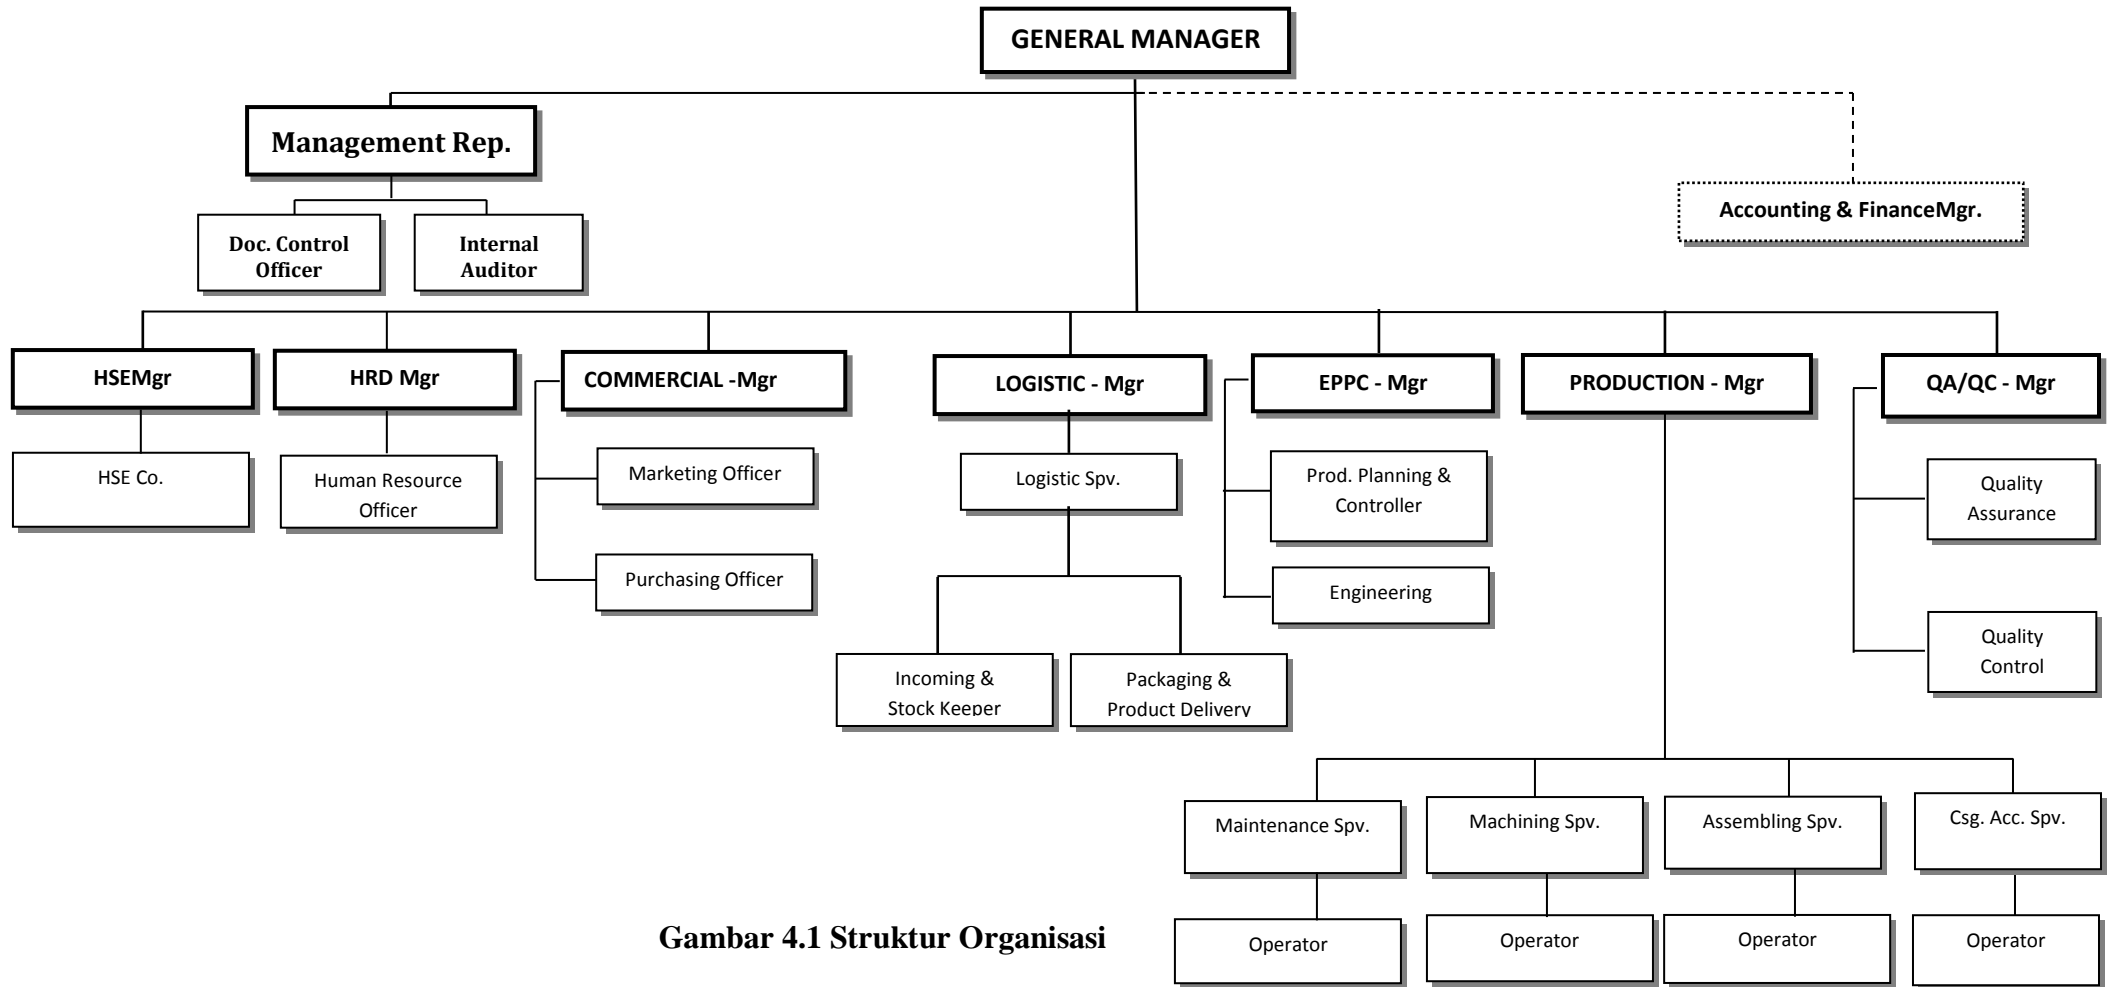 GENERAL MANAGER
Management Rep.
Accounting & FinanceMgr.
Doc. Control
Officer
Internal
Auditor
HSEMgr
HRD Mgr
COMMERCIAL -Mgr
LOGISTIC - Mgr
EPPC - Mgr
PRODUCTION - Mgr
QA/QC - Mgr
HSE Co.
Human Resource
Officer
Marketing Officer
Purchasing Officer
Logistic Spv.
Incoming &
Stock Keeper
Packaging &
Product Delivery
Prod. Planning &
Controller
Engineering
Quality
Assurance
Quality
Control
Maintenance Spv.
Machining Spv.
Assembling Spv.
Csg. Acc. Spv.
Operator
Operator
Operator
Operator
Gambar 4.1 Struktur Organisasi